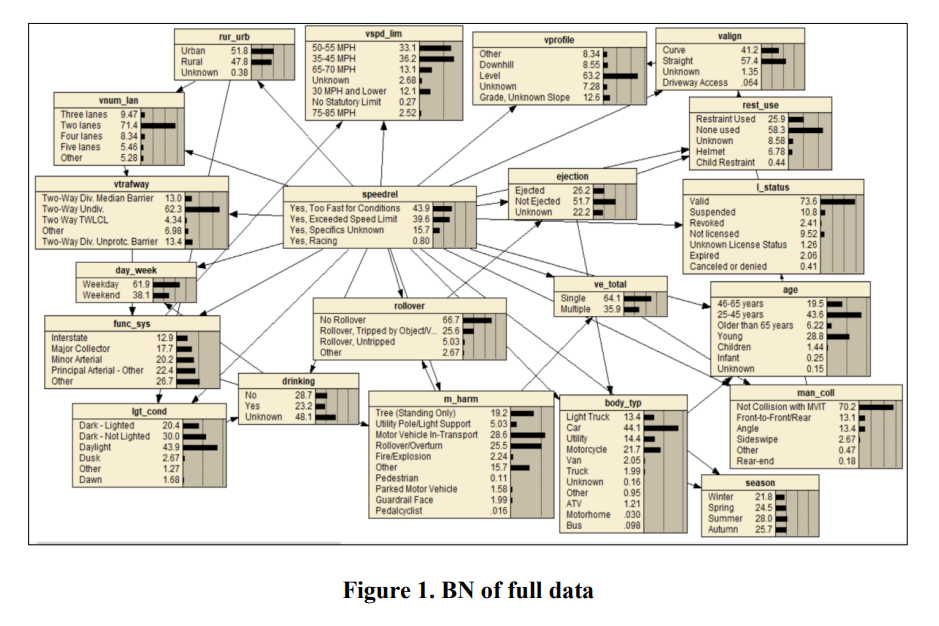 rur_urb
Urban 51.8
Rural 47.8
Unknown 0.38
vspd_lim
50-55 MPH 33.1
35-45 MPH 36.2
65-70 MPH 13.1
Unknown 2.68
30 MPH and Lower 12.1
No Statutory Limit 0.27
75-85 MPH 2.52
vprofile
Other 8.34
Downhill 8.55
Level 63.2
Unknown 7.28
Grade, Unknown Slope 12.6
valign
Curve 41.2
Straight 57.4
Unknown 1.35
Driveway Access .064
vnum_lan
Three lanes 9.47
Two lanes 71.4
Four lanes 8.34
Five lanes 5.46
Other 5.28
rest_use
Restraint Used 25.9
None used 58.3
Unknown 8.58
Helmet 6.78
Child Restraint 0.44
vtrafway
Two-Way Div. Median Barrier 13.0
Two-Way Undiv. 62.3
Two Way TWLCL 4.34
Other 6.98
Two-Way Div. Unprotc. Barrier 13.4
speedrel
Yes, Too Fast for Conditions 43.9
Yes, Exceeded Speed Limit 39.6
Yes, Specifics Unknown 15.7
Yes, Racing 0.80
ejection
Ejected 26.2
Not Ejected 51.7
Unknown 22.2
l_status
Valid 73.6
Suspended 10.8
Revoked 2.41
Not licensed 9.52
Unknown License Status 1.26
Expired 2.06
Canceled or denied 0.41
day_week
Weekday 61.9
Weekend 38.1
ve_total
Single 64.1
Multiple 35.9
age
46-65 years 19.5
25-45 years 43.6
Older than 65 years 6.22
Young 28.8
Children 1.44
Infant 0.25
Unknown 0.15
func_sys
Interstate 12.9
Major Collector 17.7
Minor Arterial 20.2
Principal Arterial - Other 22.4
Other 26.7
rollover
No Rollover 66.7
Rollover, Tripped by Object/V... 25.6
Rollover, Untripped 5.03
Other 2.67
drinking
No 28.7
Yes 23.2
Unknown 48.1
man_coll
Not Collision with MVIT 70.2
Front-to-Front/Rear 13.1
Angle 13.4
Sideswipe 2.67
Other 0.47
Rear-end 0.18
lgt_cond
Dark - Lighted 20.4
Dark - Not Lighted 30.0
Daylight 43.9
Dusk 2.67
Other 1.27
Dawn 1.68
m_harm
Tree (Standing Only) 19.2
Utility Pole/Light Support 5.03
Motor Vehicle In-Transport 28.6
Rollover/Overturn 25.5
Fire/Explosion 2.24
Other 15.7
Pedestrian 0.11
Parked Motor Vehicle 1.58
Guardrail Face 1.99
Pedalcyclist .016
body_typ
Light Truck 13.4
Car 44.1
Utility 14.4
Motorcycle 21.7
Van 2.05
Truck 1.99
Unknown 0.16
Other 0.95
ATV 1.21
Motorhome .030
Bus .098
season
Winter 21.8
Spring 24.5
Summer 28.0
Autumn 25.7
Figure 1. BN of full data